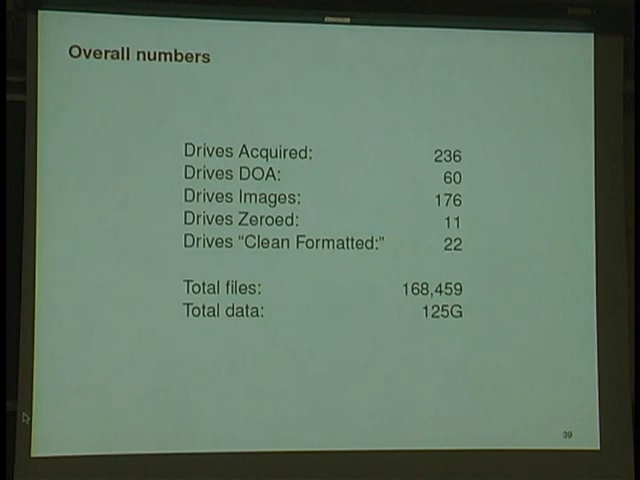 Overall numbers
Drives Acquired: 236
Drives DOA: 60
Drives Images: 176
Drives Zeroed: 11
Drives “Clean Formatted:” 22
Total files: 168,459
Total data: 125G
39